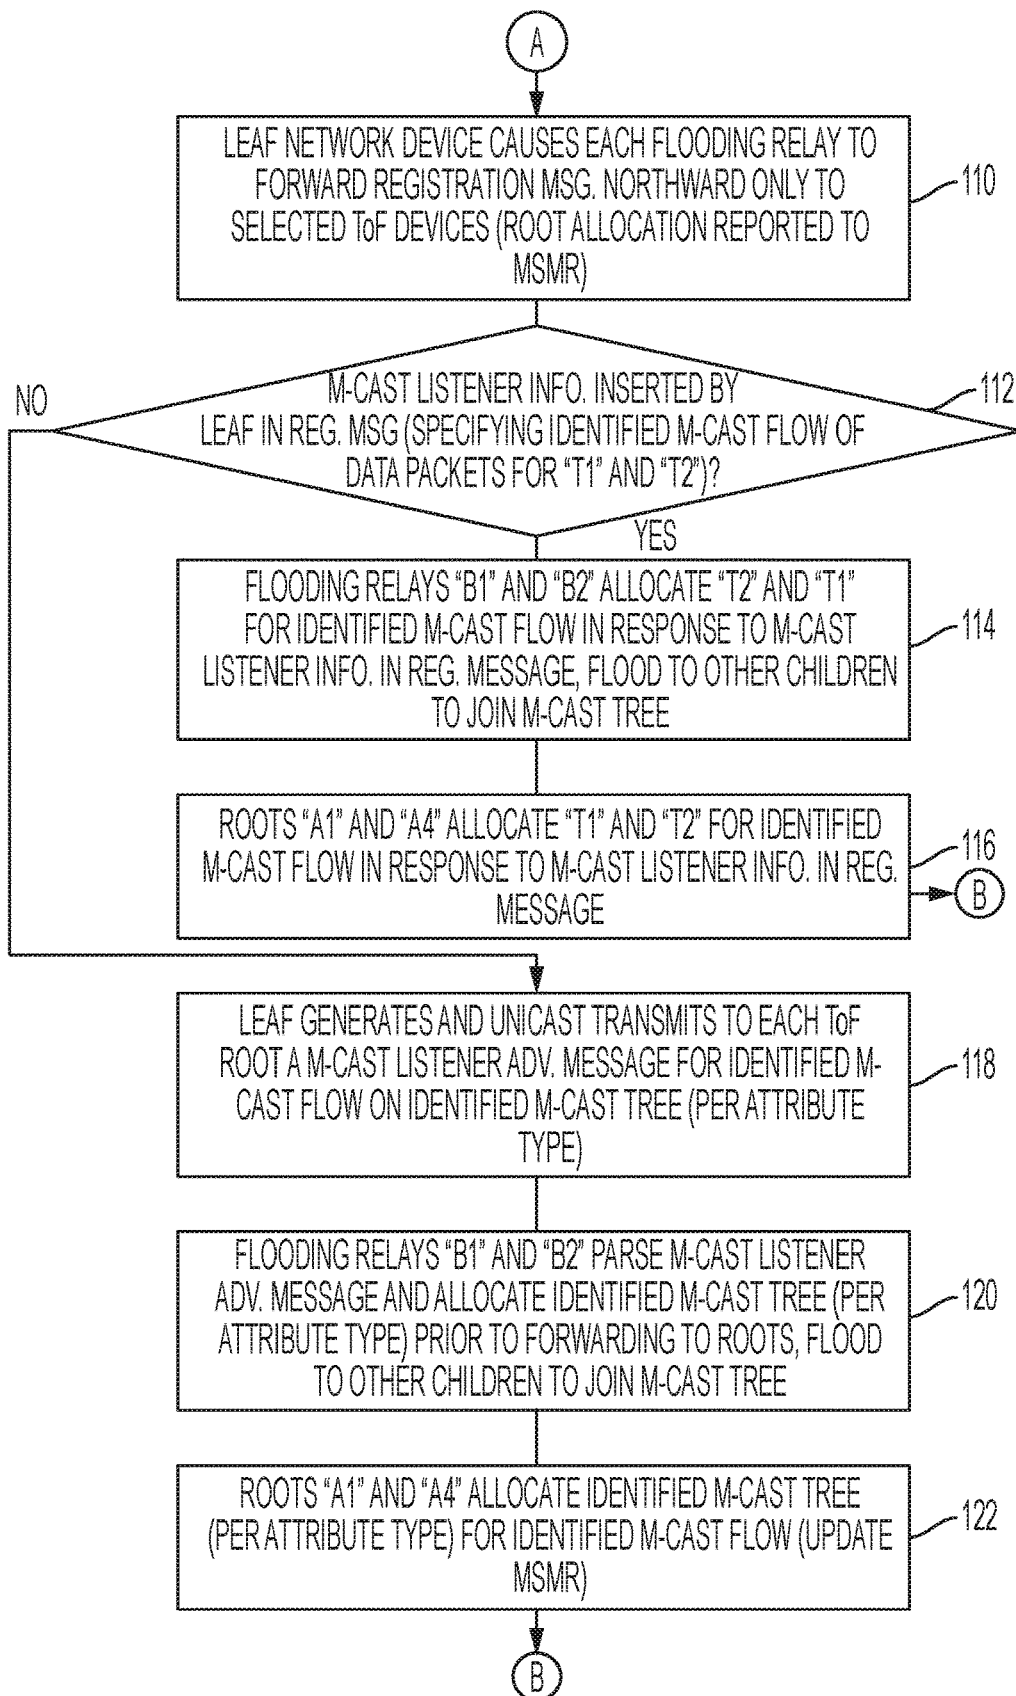 A
LEAF NETWORK DEVICE CAUSES EACH FLOODING RELAY TO
FORWARD REGISTRATION MSG. NORTHWARD ONLY TO
SELECTED ToF DEVICES (ROOT ALLOCATION REPORTED TO
MSMR)
110
NO
M-CAST LISTENER INFO. INSERTED BY
LEAF IN REG. MSG (SPECIFYING IDENTIFIED M-CAST FLOW OF
DATA PACKETS FOR “T1” AND “T2”)?
112
YES
FLOODING RELAYS “B1” AND “B2” ALLOCATE “T2” AND “T1”
FOR IDENTIFIED M-CAST FLOW IN RESPONSE TO M-CAST
LISTENER INFO. IN REG. MESSAGE, FLOOD TO OTHER CHILDREN
TO JOIN M-CAST TREE
114
ROOTS “A1” AND “A4” ALLOCATE “T1” AND “T2” FOR IDENTIFIED
M-CAST FLOW IN RESPONSE TO M-CAST LISTENER INFO. IN REG.
MESSAGE
116
B
LEAF GENERATES AND UNICAST TRANSMITS TO EACH ToF
ROOT A M-CAST LISTENER ADV. MESSAGE FOR IDENTIFIED M-
CAST FLOW ON IDENTIFIED M-CAST TREE (PER ATTRIBUTE
TYPE)
118
FLOODING RELAYS “B1” AND “B2” PARSE M-CAST LISTENER
ADV. MESSAGE AND ALLOCATE IDENTIFIED M-CAST TREE (PER
ATTRIBUTE TYPE) PRIOR TO FORWARDING TO ROOTS, FLOOD
TO OTHER CHILDREN TO JOIN M-CAST TREE
120
ROOTS “A1” AND “A4” ALLOCATE IDENTIFIED M-CAST TREE
(PER ATTRIBUTE TYPE) FOR IDENTIFIED M-CAST FLOW (UPDATE
MSMR)
122
B